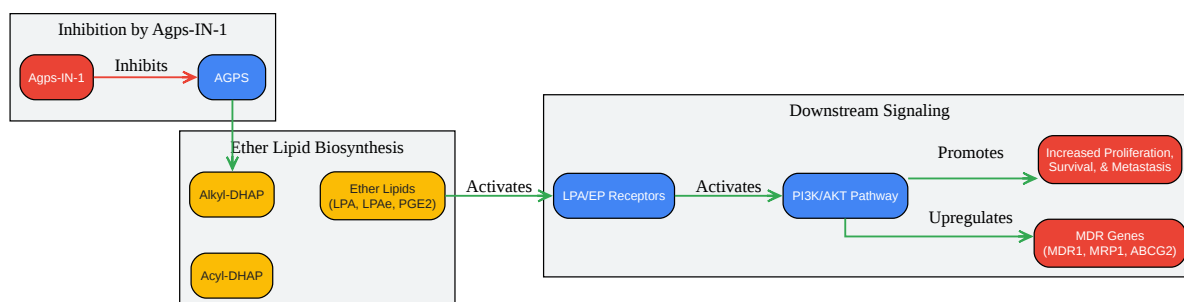 Inhibition by Agps-IN-1
Agps-IN-1
Inhibits
AGPS
Ether Lipid Biosynthesis
Alkyl-DHAP
Ether Lipids
(LPA, LPAe, PGE2)
Acyl-DHAP
Activates
Downstream Signaling
LPA/EP Receptors
Activates
PI3K/AKT Pathway
Promotes
Increased Proliferation,
Survival, & Metastasis
Upregulates
MDR Genes
(MDR1, MRP1, ABCG2)